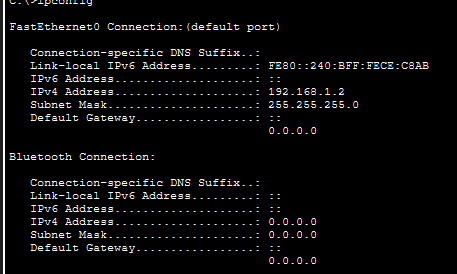 C:\>ipconfig
FastEthernet0 Connection:(default port)
Connection-specific DNS Suffix..:
Link-local IPv6 Address.........: FE80::240:BFF:FECE:C8AB
IPv6 Address....................: ::
IPv4 Address....................: 192.168.1.2
Subnet Mask.....................: 255.255.255.0
Default Gateway.................: ::
0.0.0.0
Bluetooth Connection:
Connection-specific DNS Suffix..:
Link-local IPv6 Address.........: ::
IPv6 Address....................: ::
IPv4 Address....................: 0.0.0.0
Subnet Mask.....................: 0.0.0.0
Default Gateway.................: ::
0.0.0.0